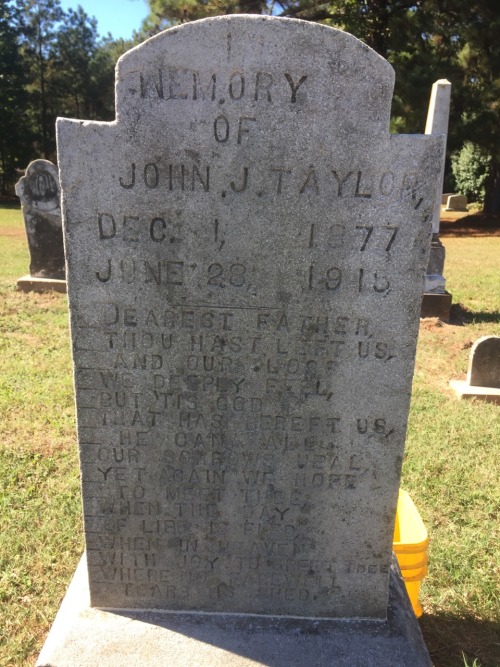 MEMORY
OF
JOHN.J.TAYLOR
DEC. 1, 1877
JUNE 28, 1915
DEAREST FATHER,
THOU HAST LEFT US,
AND OUR LOSS
WE DEEPLY FEEL,
BUT 'TIS GOD
THAT HAS BEREFT US,
HE CAN ALL
OUR HEAL,
YET AGAIN WE HOPE
TO MEET THEE
WHEN THE DAY
OF LIFE IS FLED
WHEN IN HEAVEN
WITH JOY TO GREET THEE
WHERE NO FAREWELL
TEARS SHED.